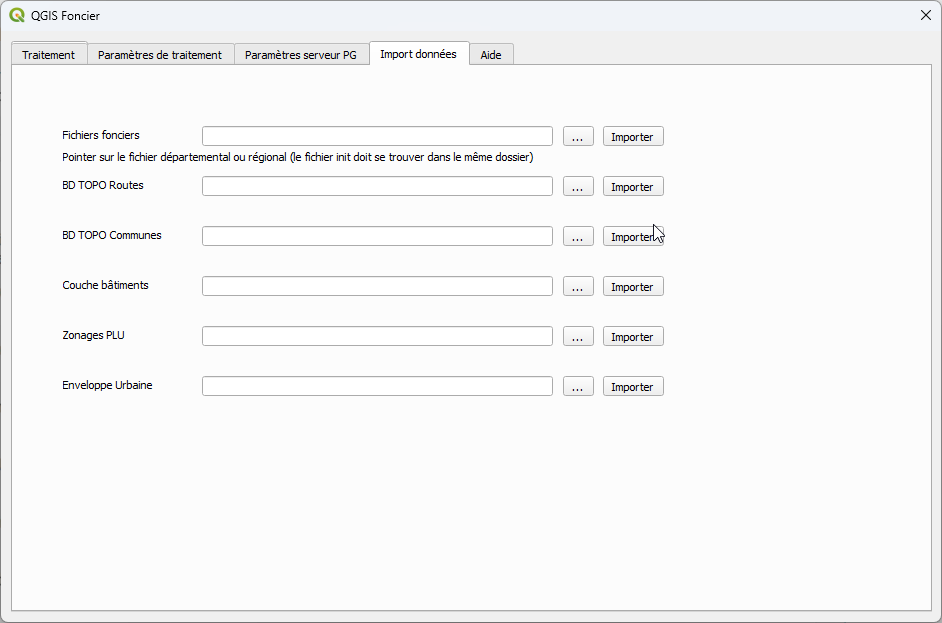 QGIS Foncier
Traitement Paramètres de traitement Paramètres serveur PG Import données Aide
Fichiers fonciers ... Importer
Pointer sur le fichier départemental ou régional (le fichier init doit se trouver dans le même dossier)
BD TOPO Routes ... Importer
BD TOPO Communes ... Importer
Couche bâtiments ... Importer
Zonages PLU ... Importer
Enveloppe Urbaine ... Importer